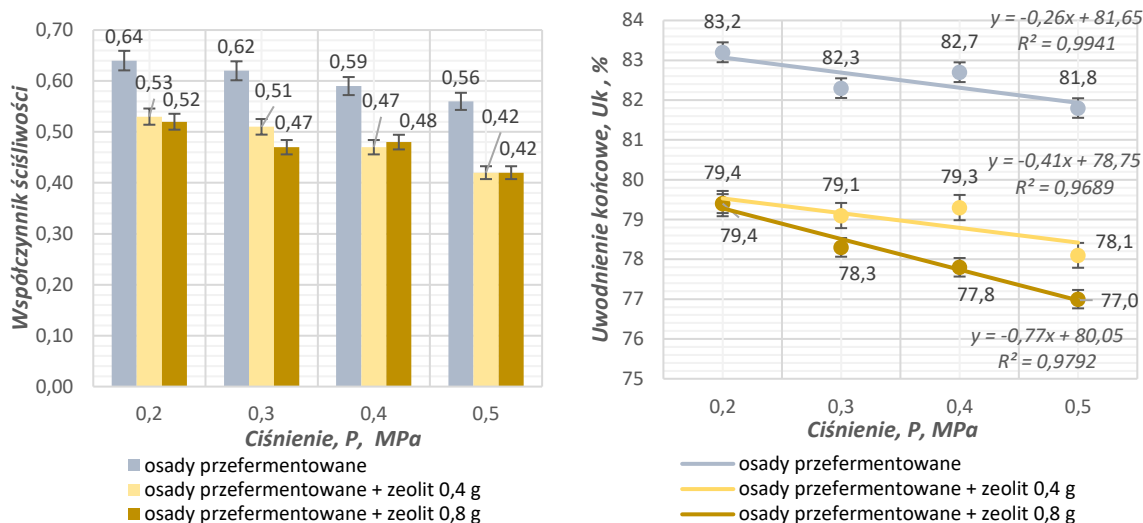 0,70
0,60
0,50
0,40
0,30
0,20
0,10
0,00
Współczynnik ściśliwości
0,64
0,53
0,52
0,62
0,51
0,47
0,59
0,47
0,48
0,56
0,42
0,42
0,2 0,3 0,4 0,5
Ciśnienie, P, MPa
osady przefermentowane
osady przefermentowane + zeolit 0,4 g
osady przefermentowane + zeolit 0,8 g
84
83
82
81
80
79
78
77
76
75
Uwodnienie końcowe, Uk , %
83,2
82,3
82,7
81,8
y = -0,26x + 81,65
R² = 0,9941
79,4
79,1
79,3
78,1
y = -0,41x + 78,75
R² = 0,9689
79,4
78,3
77,8
77,0
y = -0,77x + 80,05
R² = 0,9792
0,2 0,3 0,4 0,5
Ciśnienie, P, MPa
osady przefermentowane
osady przefermentowane + zeolit 0,4 g
osady przefermentowane + zeolit 0,8 g